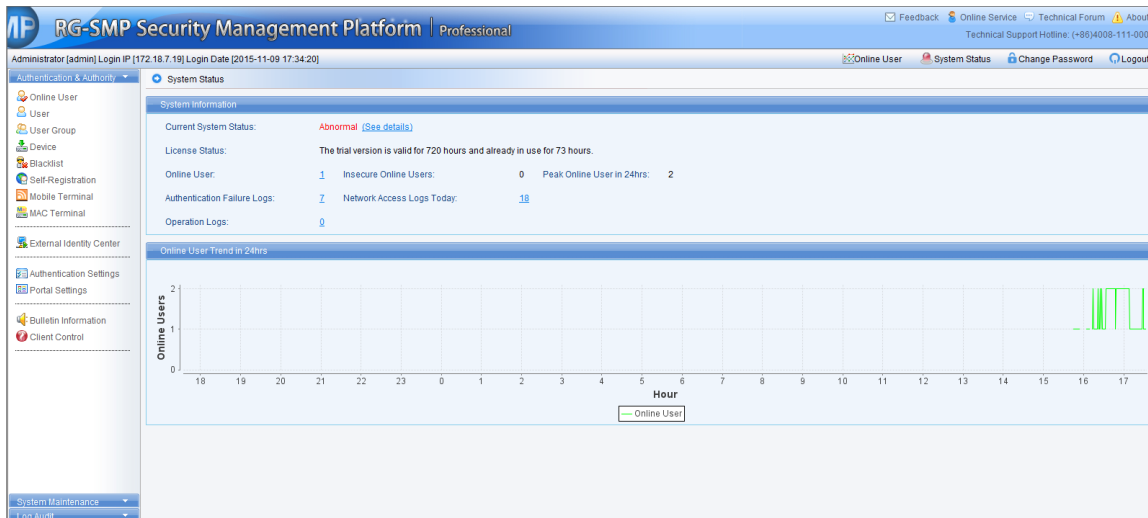 MP RG-SMP Security Management Platform | Professional
Feedback Online Service Technical Forum About
Technical Support Hotline: (+86)4008-111-000
Administrator [admin] Login IP [172.18.7.19] Login Date [2015-11-09 17:34:20]
Online User System Status Change Password Logout
Authentication & Authority
Online User
User
User Group
Device
Blacklist
Self-Registration
Mobile Terminal
MAC Terminal
External Identity Center
Authentication Settings
Portal Settings
Bulletin Information
Client Control
System Maintenance
Log Audit
System Status
System Information
Current System Status: Abnormal (See details)
License Status: The trial version is valid for 720 hours and already in use for 73 hours.
Online User: 1 Insecure Online Users: 0 Peak Online User in 24hrs: 2
Authentication Failure Logs: 7 Network Access Logs Today: 18
Operation Logs: 0
Online User Trend in 24hrs
Online Users
2
1
0
18 19 20 21 22 23 0 1 2 3 4 5 6 7 8 9 10 11 12 13 14 15 16 17
Hour
Online User